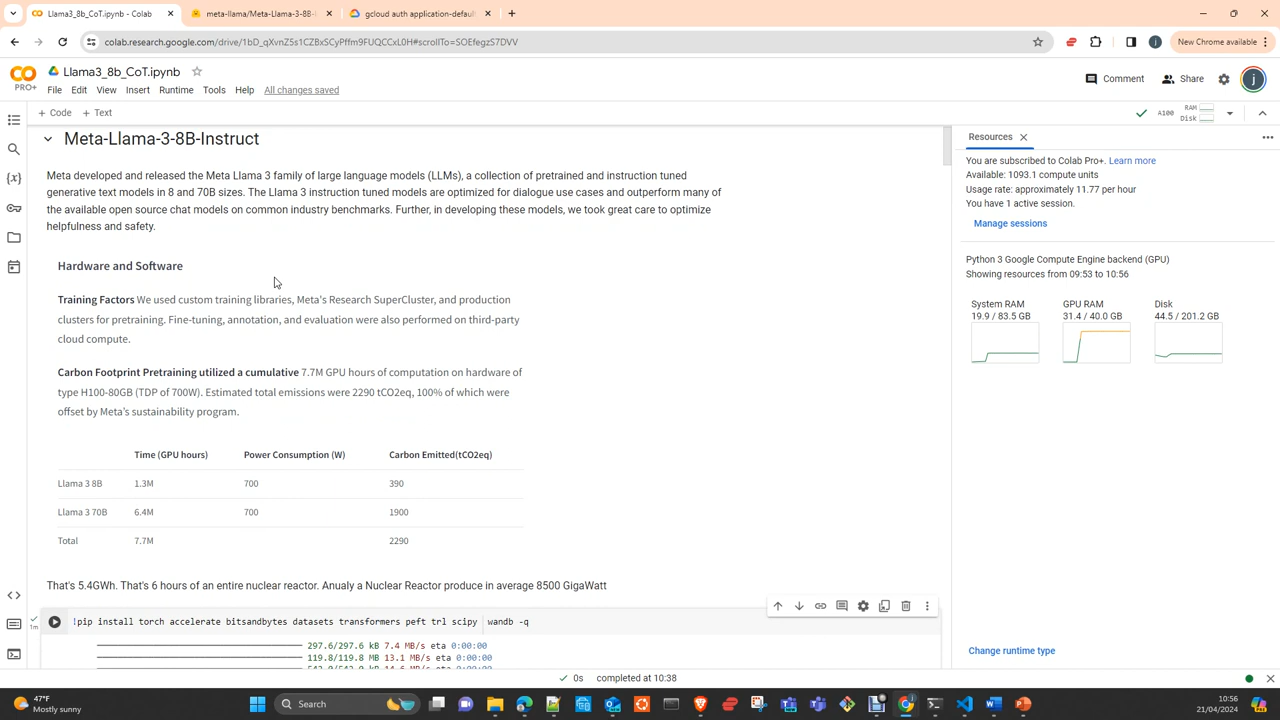 Llama3_8b_CoT.ipynb - Colab
meta-llama/Meta-Llama-3-8B-I
gcloud auth application-defaul
colab.research.google.com/drive/1bD_qXvnZ5s1CZBxSCyPffm9FUQCCxL0H#scrollTo=SOEfegzS7DVV
New Chrome available
PRO+
Llama3_8b_CoT.ipynb
File Edit View Insert Runtime Tools Help All changes saved
Comment
Share
j
+ Code + Text
A100
RAM
Disk
Meta-Llama-3-8B-Instruct
Meta developed and released the Meta Llama 3 family of large language models (LLMs), a collection of pretrained and instruction tuned
generative text models in 8 and 70B sizes. The Llama 3 instruction tuned models are optimized for dialogue use cases and outperform many of
the available open source chat models on common industry benchmarks. Further, in developing these models, we took great care to optimize
helpfulness and safety.
Hardware and Software
Training Factors We used custom training libraries, Meta's Research SuperCluster, and production
clusters for pretraining. Fine-tuning, annotation, and evaluation were also performed on third-party
cloud compute.
Carbon Footprint Pretraining utilized a cumulative 7.7M GPU hours of computation on hardware of
type H100-80GB (TDP of 700W). Estimated total emissions were 2290 tCO2eq, 100% of which were
offset by Meta's sustainability program.
Time (GPU hours) Power Consumption (W) Carbon Emitted(tCO2eq)
Llama 3 8B 1.3M 700 390
Llama 3 70B 6.4M 700 1900
Total 7.7M 2290
That's 5.4GWh. That's 6 hours of an entire nuclear reactor. Anualy a Nuclear Reactor produce in average 8500 GigaWatt
1m
!pip install torch accelerate bitsandbytes datasets transformers peft trl scipy wandb -q
297.6/297.6 kB 7.4 MB/s eta 0:00:00
119.8/119.8 MB 13.1 MB/s eta 0:00:00
Resources
You are subscribed to Colab Pro+. Learn more
Available: 1093.1 compute units
Usage rate: approximately 11.77 per hour
You have 1 active session.
Manage sessions
Python 3 Google Compute Engine backend (GPU)
Showing resources from 09:53 to 10:56
System RAM
19.9 / 83.5 GB
GPU RAM
31.4 / 40.0 GB
Disk
44.5 / 201.2 GB
Change runtime type
0s completed at 10:38
47°F
Mostly sunny
Search
10:56
21/04/2024